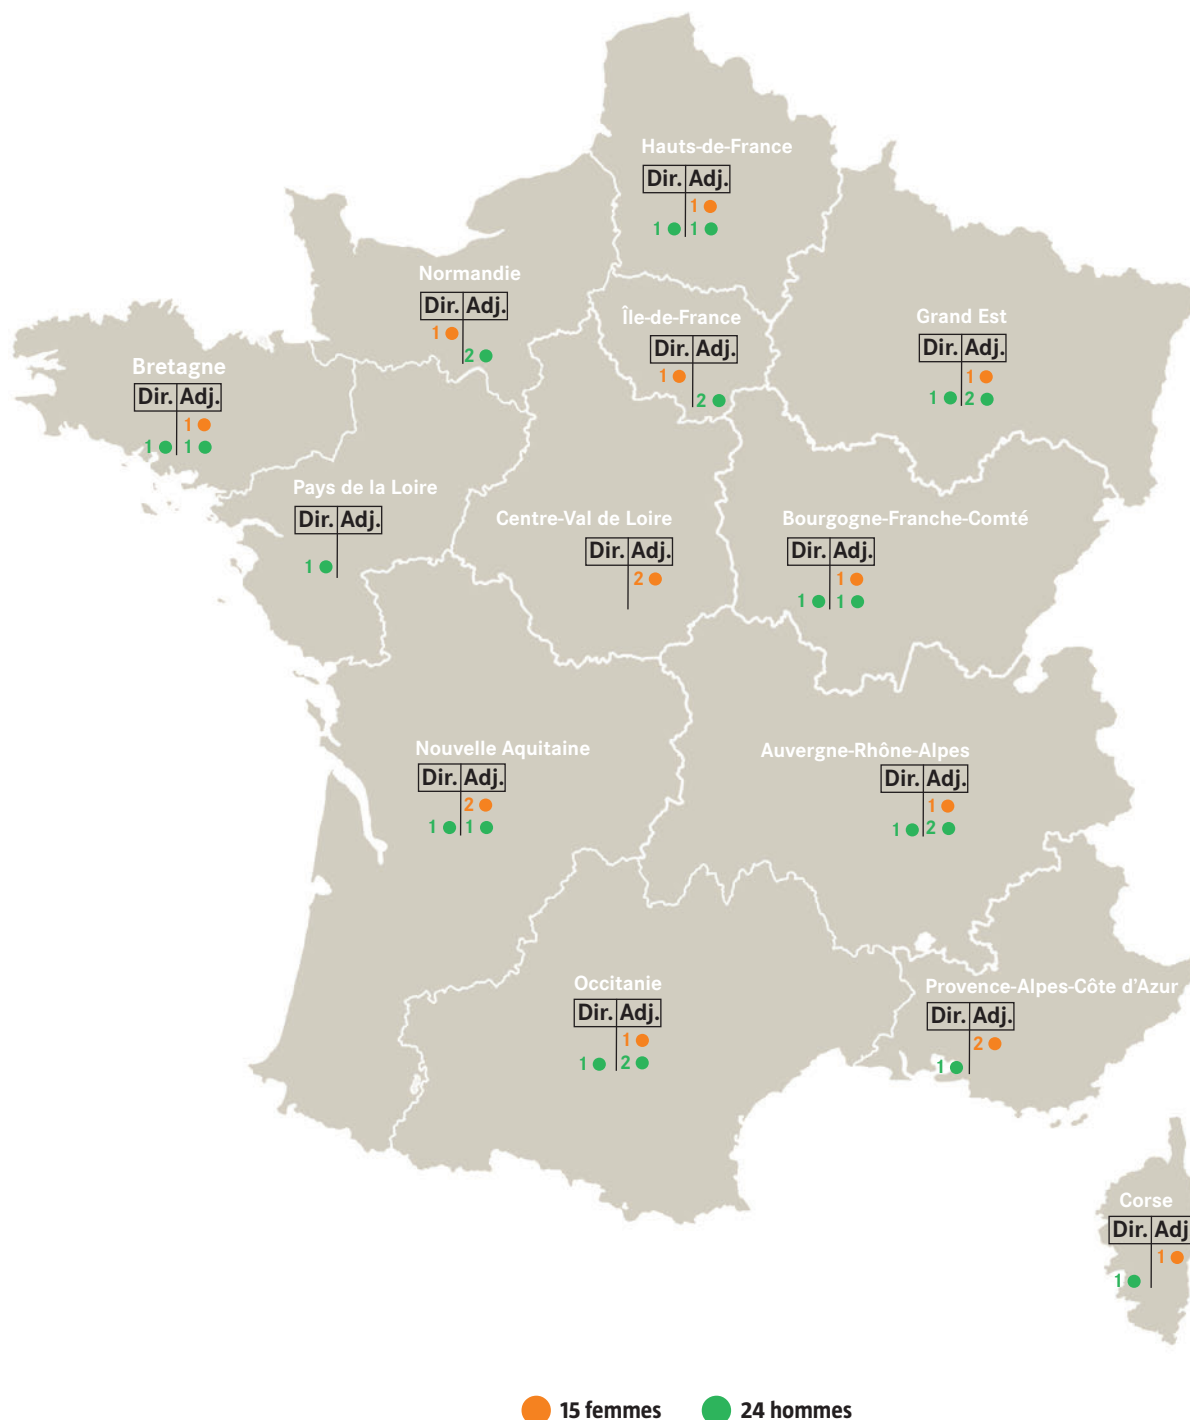 Hauts-de-France
Dir. Adj.
1
1 1
Normandie
Dir. Adj.
1
2
Île-de-France
Dir. Adj.
1
2
Grand Est
Dir. Adj.
1
1 2
Bretagne
Dir. Adj.
1
1 1
Pays de la Loire
Dir. Adj.
1
Centre-Val de Loire
Dir. Adj.
2
Bourgogne-Franche-Comté
Dir. Adj.
1
1 1
Nouvelle Aquitaine
Dir. Adj.
2
1 1
Auvergne-Rhône-Alpes
Dir. Adj.
1
1 2
Occitanie
Dir. Adj.
1
1 2
Provence-Alpes-Côte d'Azur
Dir. Adj.
2
1
Corse
Dir. Adj
1
1
15 femmes
24 hommes